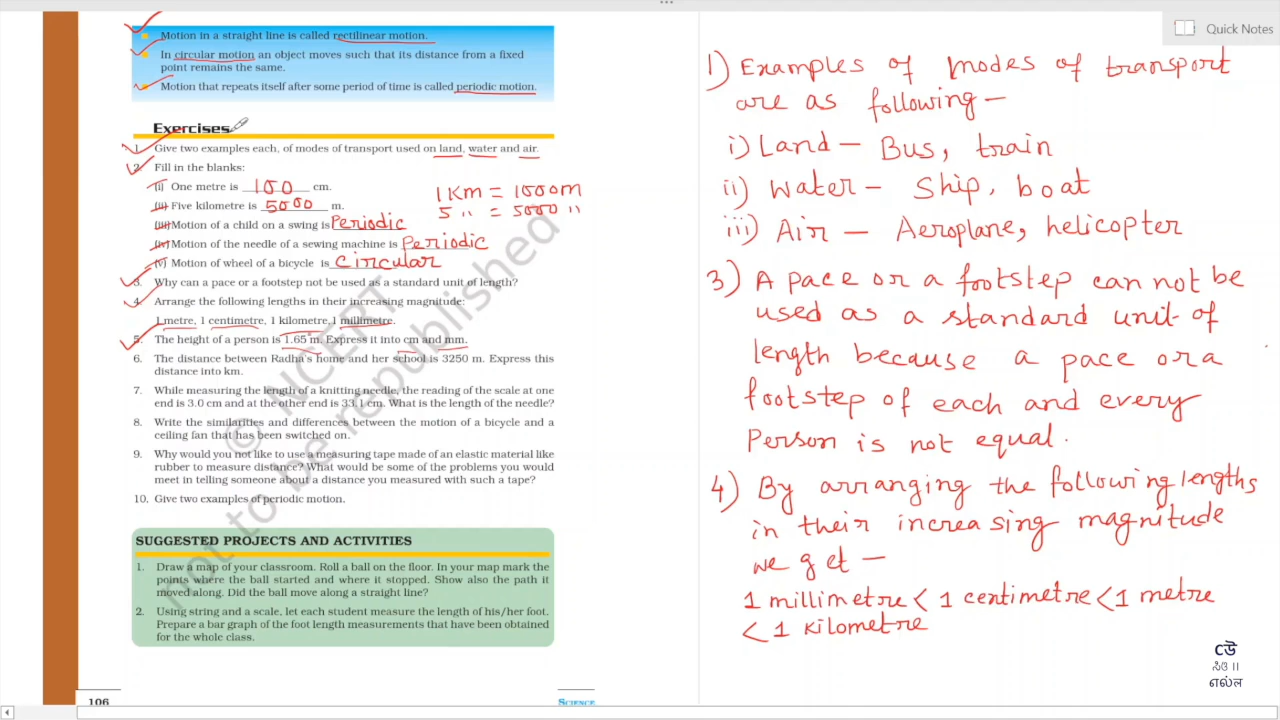 Quick Notes
Motion in a straight line is called rectilinear motion.
In circular motion an object moves such that its distance from a fixed
point remains the same.
Motion that repeats itself after some period of time is called periodic motion.
Exercises
1. Give two examples each, of modes of transport used on land, water and air.
2. Fill in the blanks:
(i) One metre is 100 cm.
(ii) Five kilometre is 5000 m.
1 Km = 1000m
5 " = 5000 "
(iii) Motion of a child on a swing is Periodic
(iv) Motion of the needle of a sewing machine is Periodic
(v) Motion of wheel of a bicycle is Circular
3. Why can a pace or a footstep not be used as a standard unit of length?
4. Arrange the following lengths in their increasing magnitude:
1 metre, 1 centimetre, 1 kilometre, 1 millimetre.
5. The height of a person is 1.65 m. Express it into cm and mm.
6. The distance between Radha's home and her school is 3250 m. Express this
distance into km.
7. While measuring the length of a knitting needle, the reading of the scale at one
end is 3.0 cm and at the other end is 33.1 cm. What is the length of the needle?
8. Write the similarities and differences between the motion of a bicycle and a
ceiling fan that has been switched on.
9. Why would you not like to use a measuring tape made of an elastic material like
rubber to measure distance? What would be some of the problems you would
meet in telling someone about a distance you measured with such a tape?
10. Give two examples of periodic motion.
© NCERT
not to be republished
SUGGESTED PROJECTS AND ACTIVITIES
1. Draw a map of your classroom. Roll a ball on the floor. In your map mark the
points where the ball started and where it stopped. Show also the path it
moved along. Did the ball move along a straight line?
2. Using string and a scale, let each student measure the length of his/her foot.
Prepare a bar graph of the foot length measurements that have been obtained
for the whole class.
106
SCIENCE
1) Examples of modes of transport
are as following —
i) Land — Bus, train
ii) Water — Ship, boat
iii) Air — Aeroplane, helicopter
3) A pace or a footstep can not be
used as a standard unit of
length because a pace or a
footstep of each and every
Person is not equal.
4) By arranging the following lengths
in their increasing magnitude
we get —
1 millimetre < 1 centimetre < 1 metre
< 1 kilometre